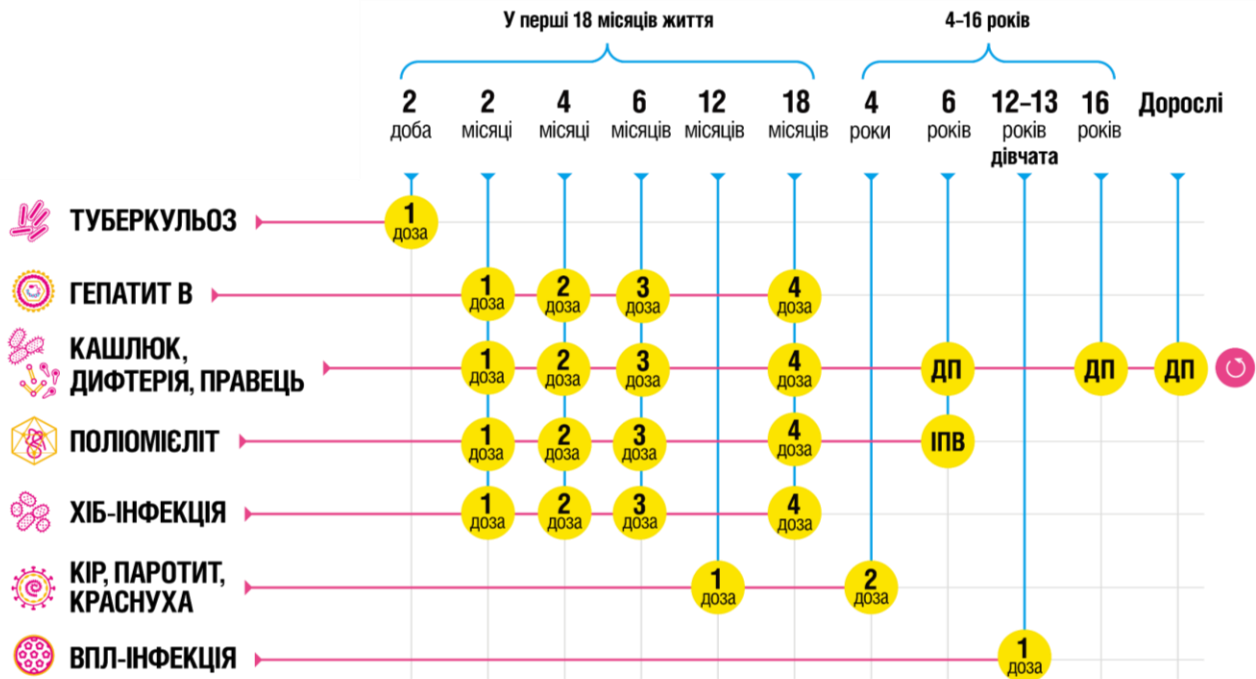 У перші 18 місяців життя
4–16 років
2 доба
2 місяці
4 місяці
6 місяців
12 місяців
18 місяців
4 роки
6 років
12–13 років дівчата
16 років
Дорослі
ТУБЕРКУЛЬОЗ
1 доза
ГЕПАТИТ В
1 доза
2 доза
3 доза
4 доза
КАШЛЮК,
ДИФТЕРІЯ, ПРАВЕЦЬ
1 доза
2 доза
3 доза
4 доза
ДП
ДП
ДП
ПОЛІОМІЄЛІТ
1 доза
2 доза
3 доза
4 доза
ІПВ
ХІБ-ІНФЕКЦІЯ
1 доза
2 доза
3 доза
4 доза
КІР, ПАРОТИТ,
КРАСНУХА
1 доза
2 доза
ВПЛ-ІНФЕКЦІЯ
1 доза